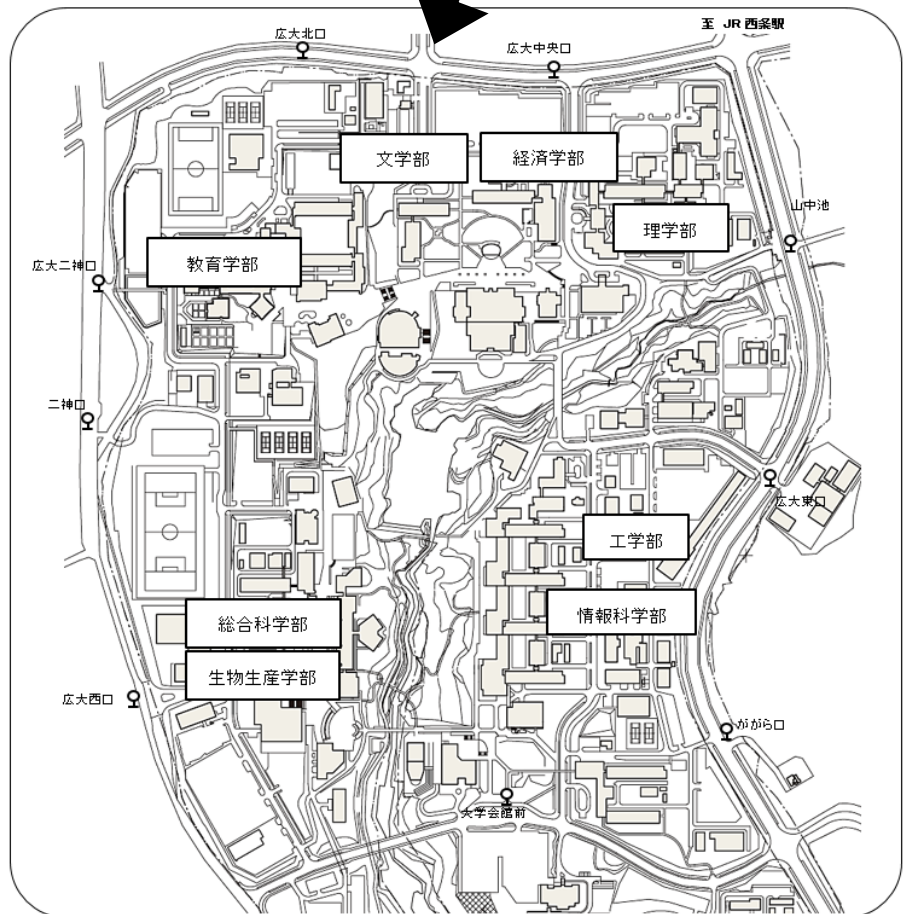 至 JR 西条駅
広大北口
広大中央口
文学部
経済学部
山中池
理学部
教育学部
広大二神口
二神口
広大東口
工学部
情報科学部
総合科学部
生物生産学部
広大西口
ががら口
大学会館前